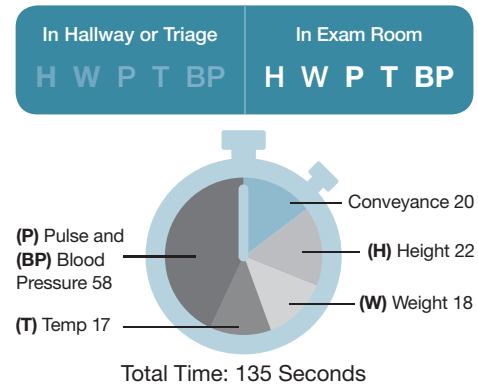 In Hallway or Triage
H W P T BP
In Exam Room
H W P T BP
Conveyance 20
(H) Height 22
(W) Weight 18
(P) Pulse and
(BP) Blood
Pressure 58
(T) Temp 17
Total Time: 135 Seconds